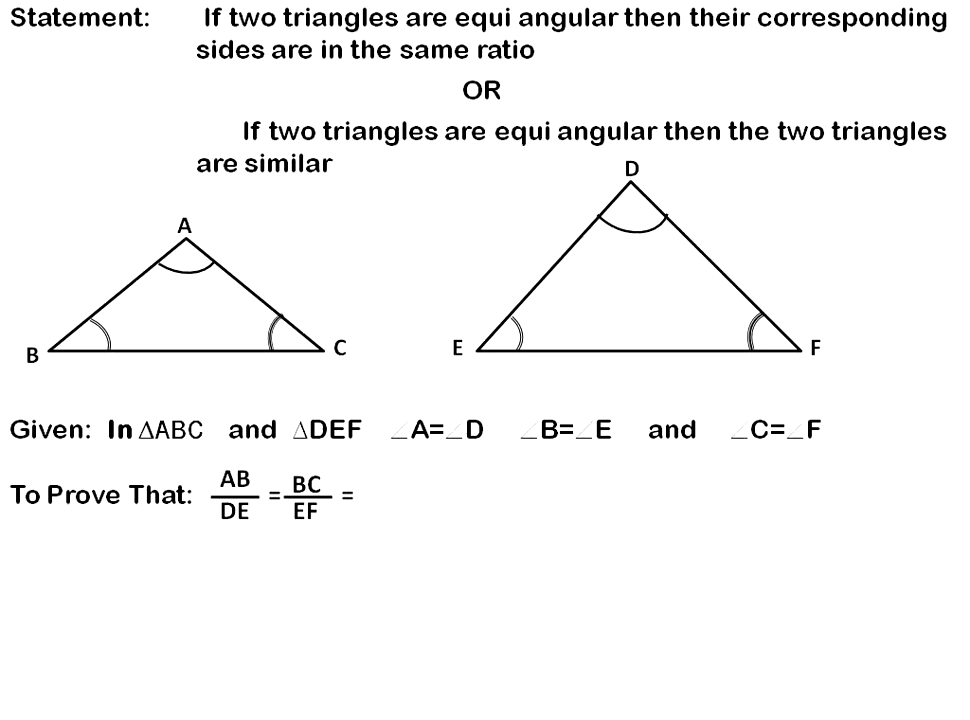 Statement: If two triangles are equi angular then their corresponding
sides are in the same ratio
OR
If two triangles are equi angular then the two triangles
are similar
D
A
B
C
E
F
Given: In ∆ABC and ∆DEF ∠A=∠D ∠B=∠E and ∠C=∠F
To Prove That: AB/DE = BC/EF =